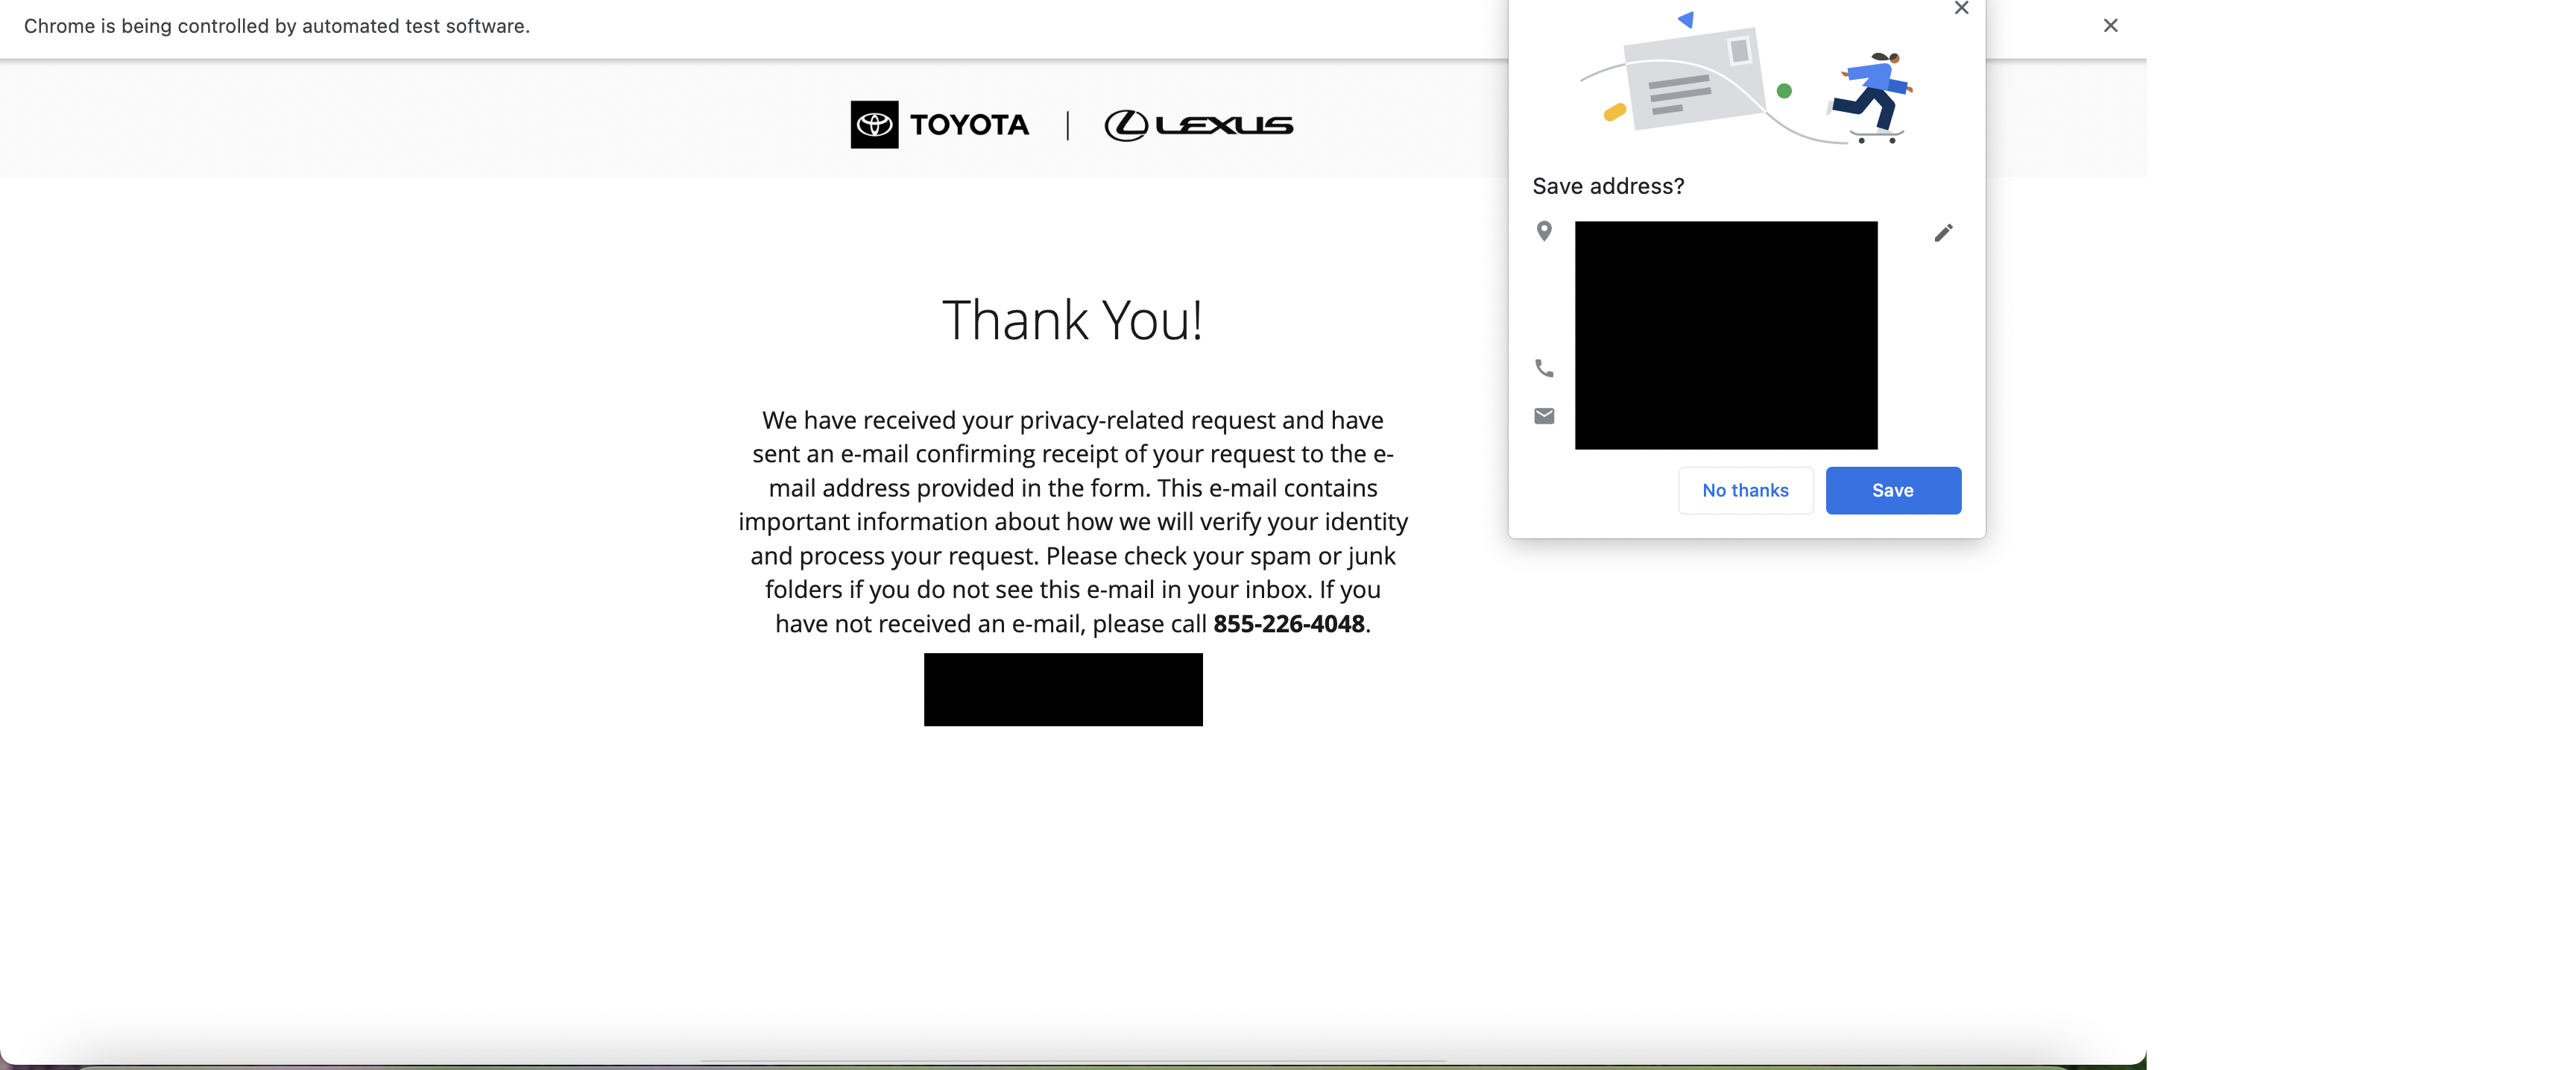 Chrome is being controlled by automated test software.
TOYOTA
LEXUS
Save address?
No thanks
Save
Thank You!
We have received your privacy-related request and have
sent an e-mail confirming receipt of your request to the e-
mail address provided in the form. This e-mail contains
important information about how we will verify your identity
and process your request. Please check your spam or junk
folders if you do not see this e-mail in your inbox. If you
have not received an e-mail, please call 855-226-4048.